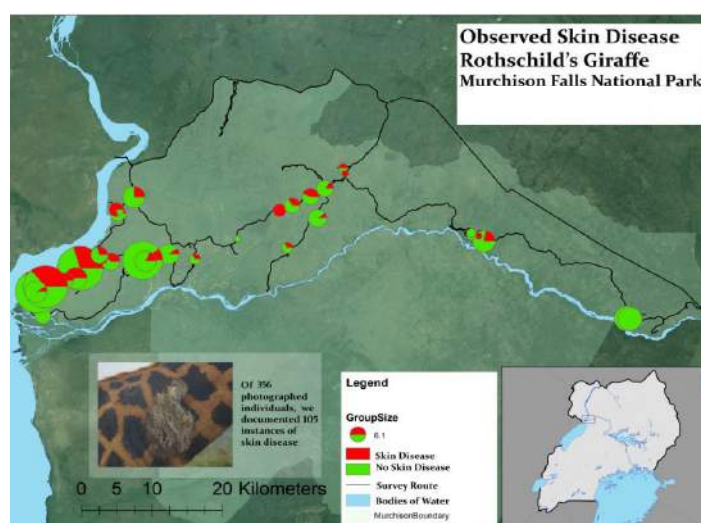 Observed Skin Disease
Rothschild's Giraffe
Murchison Falls National Park
Of 356
photographed
individuals, we
documented 105
instances of
skin disease
Legend
GroupSize
6.1
Skin Disease
No Skin Disease
Survey Route
Bodies of Water
MurchisonBoundary
0 5 10 20 Kilometers